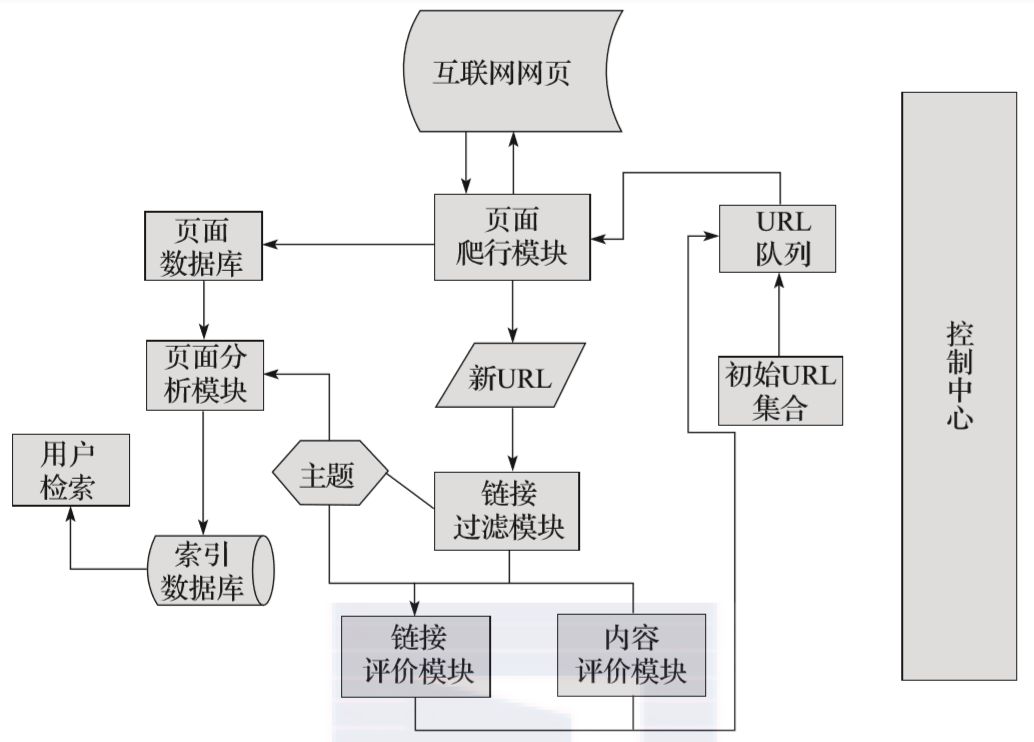 互联网网页
页面
爬行模块
URL
队列
页面
数据库
页面分
析模块
新URL
初始URL
集合
控制中心
用户
检索
主题
链接
过滤模块
索引
数据库
链接
评价模块
内容
评价模块